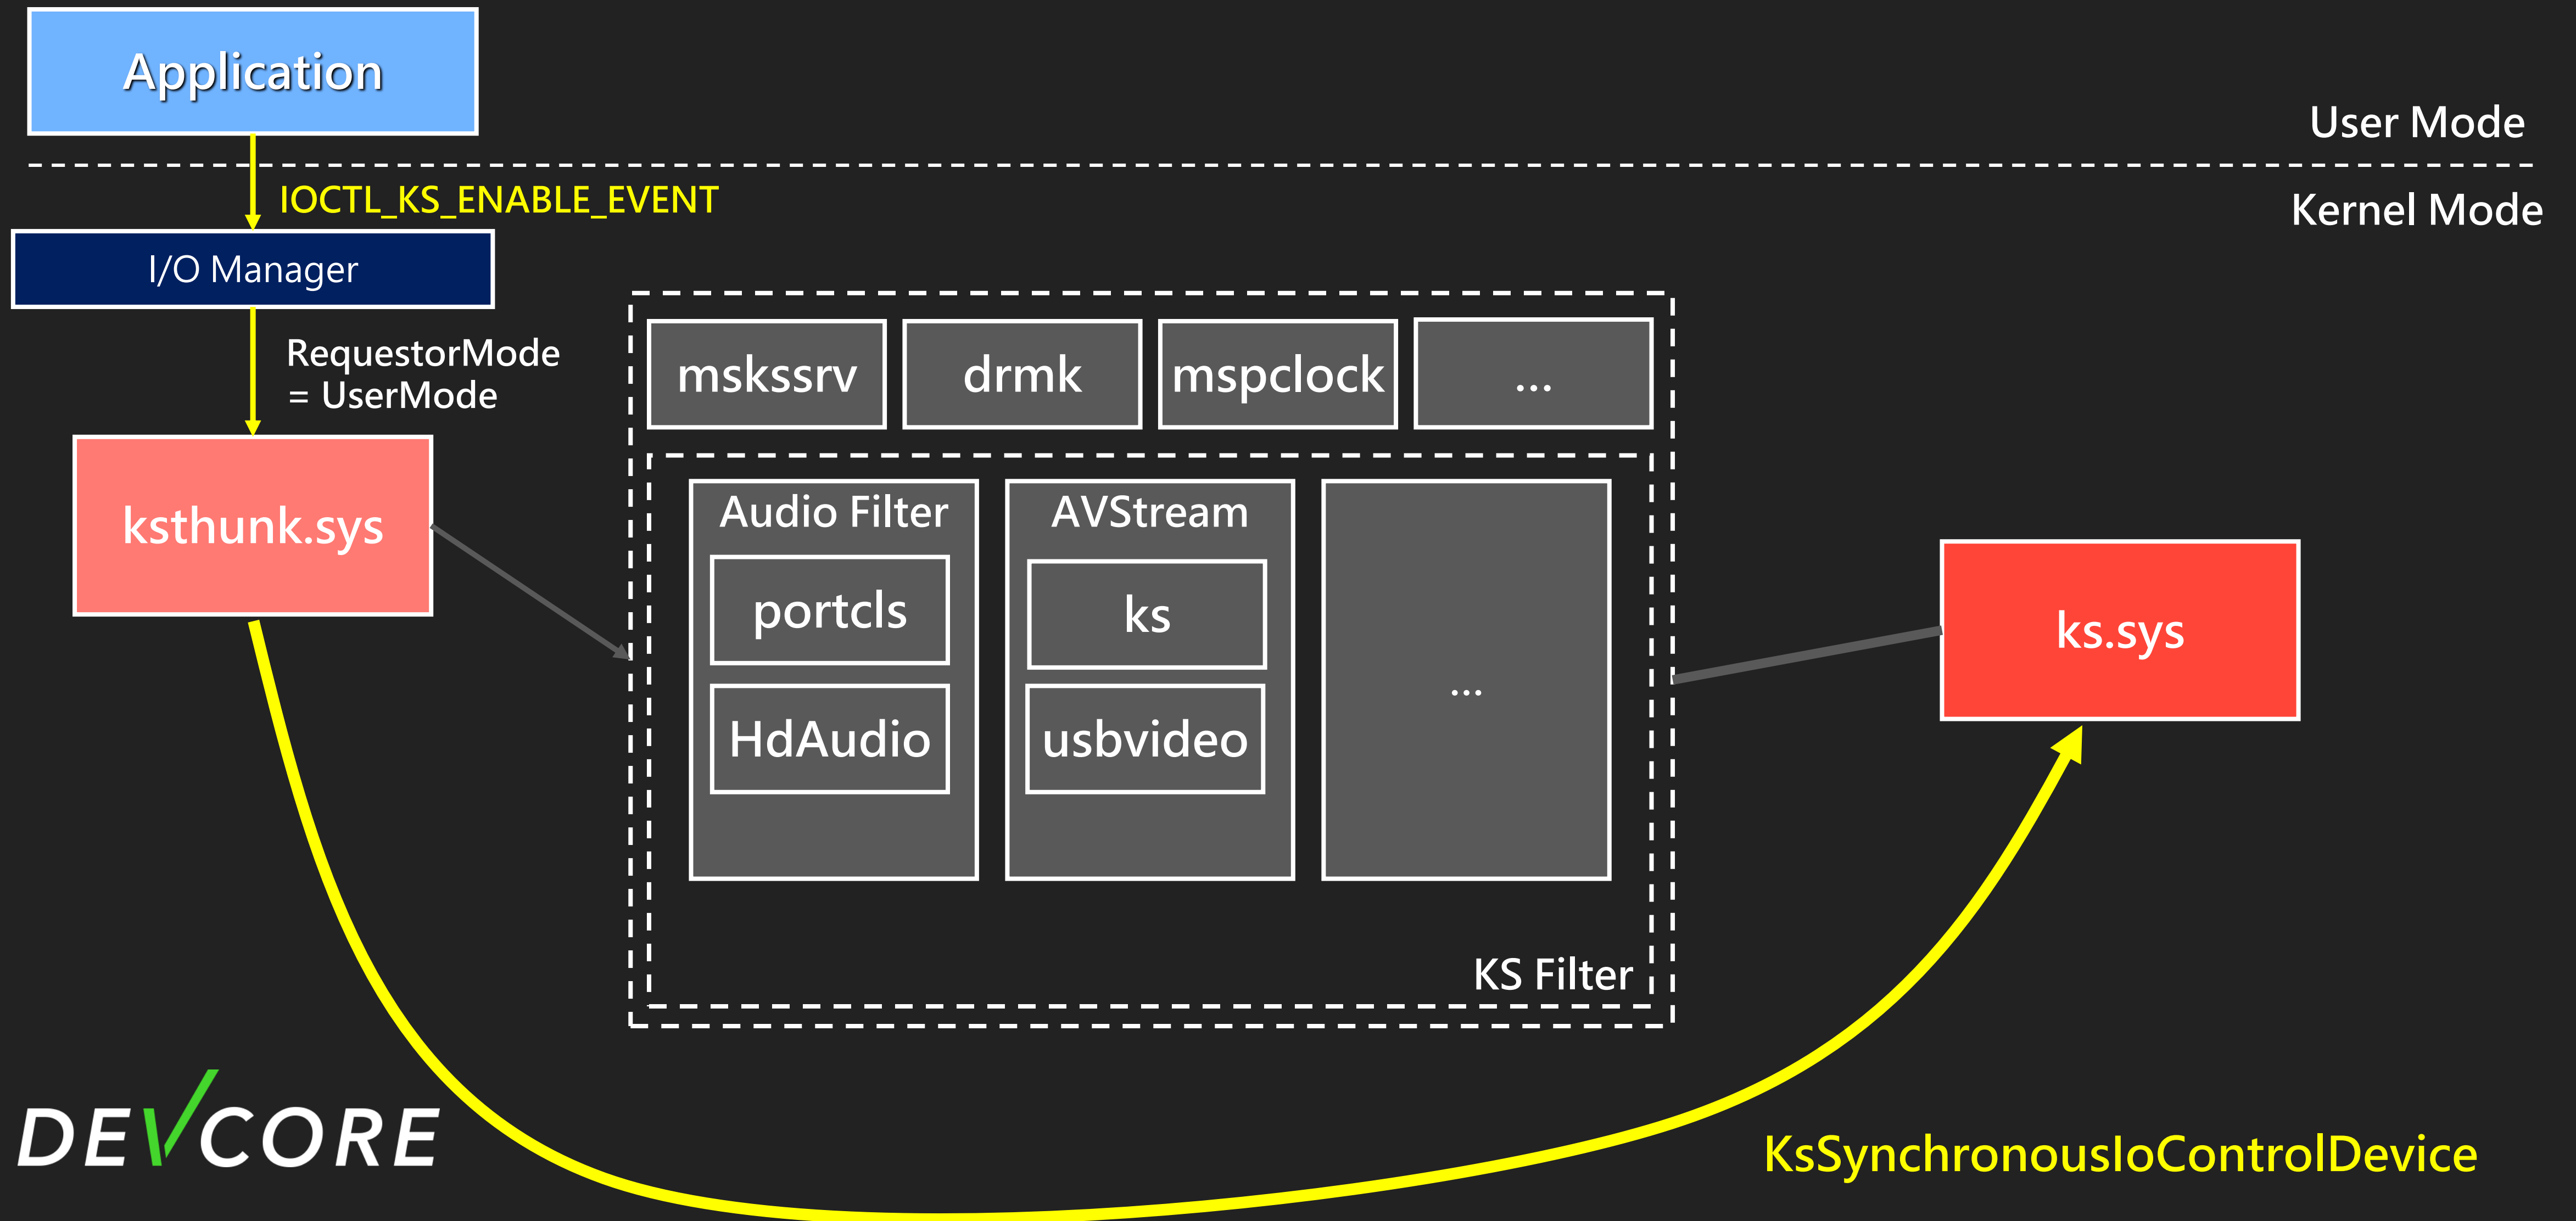 Application
User Mode
IOCTL_KS_ENABLE_EVENT
Kernel Mode
I/O Manager
RequestorMode
= UserMode
mskssrv
drmk
mspclock
...
ksthunk.sys
Audio Filter
portcls
HdAudio
AVStream
ks
usbvideo
...
KS Filter
ks.sys
DEVCORE
KsSynchronousIoControlDevice